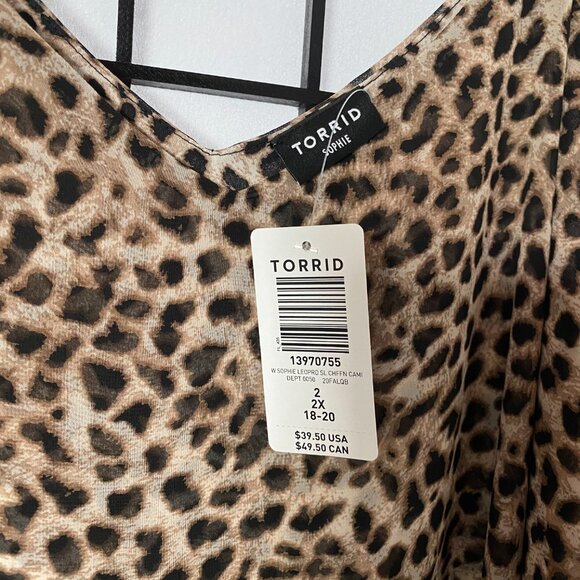 TORRID
SOPHIE
TORRID
13970755
W SOPHIE LEOPRO SL CHFFN CAMI
DEPT 0050 20FALQB
2
2X
18-20
$39.50 USA
$49.50 CAN